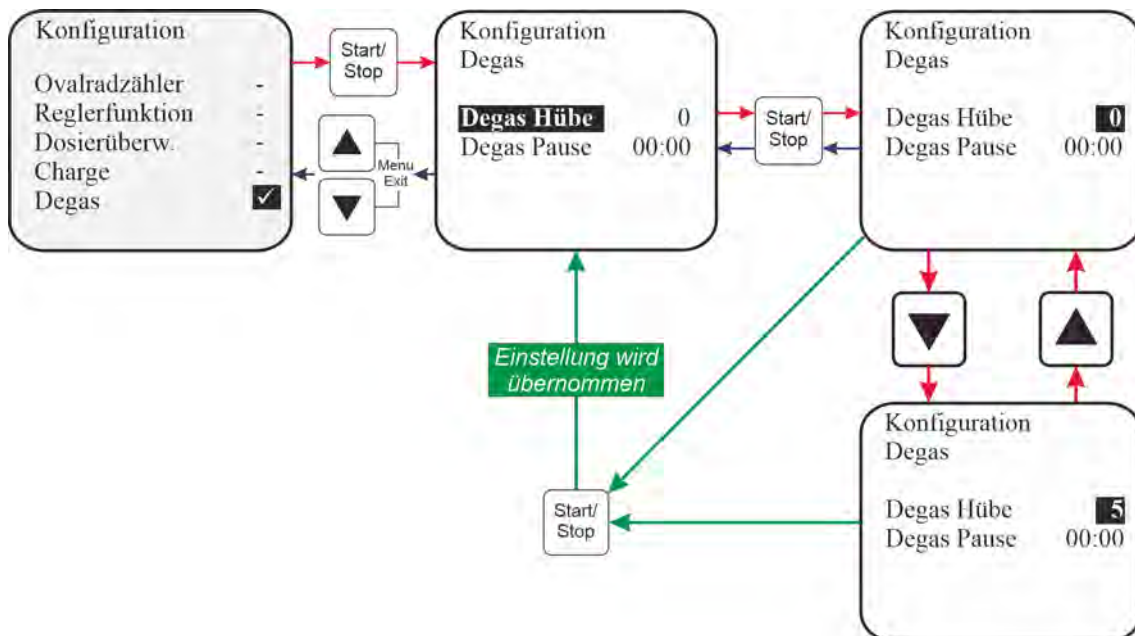 Konfiguration
Ovalradzähler -
Reglerfunktion -
Dosierüberw. -
Charge -
Degas ✓
Start/
Stop
Menu
Exit
Konfiguration
Degas
Degas Hübe 0
Degas Pause 00:00
Start/
Stop
Konfiguration
Degas
Degas Hübe 0
Degas Pause 00:00
Einstellung wird
übernommen
Start/
Stop
Konfiguration
Degas
Degas Hübe 5
Degas Pause 00:00